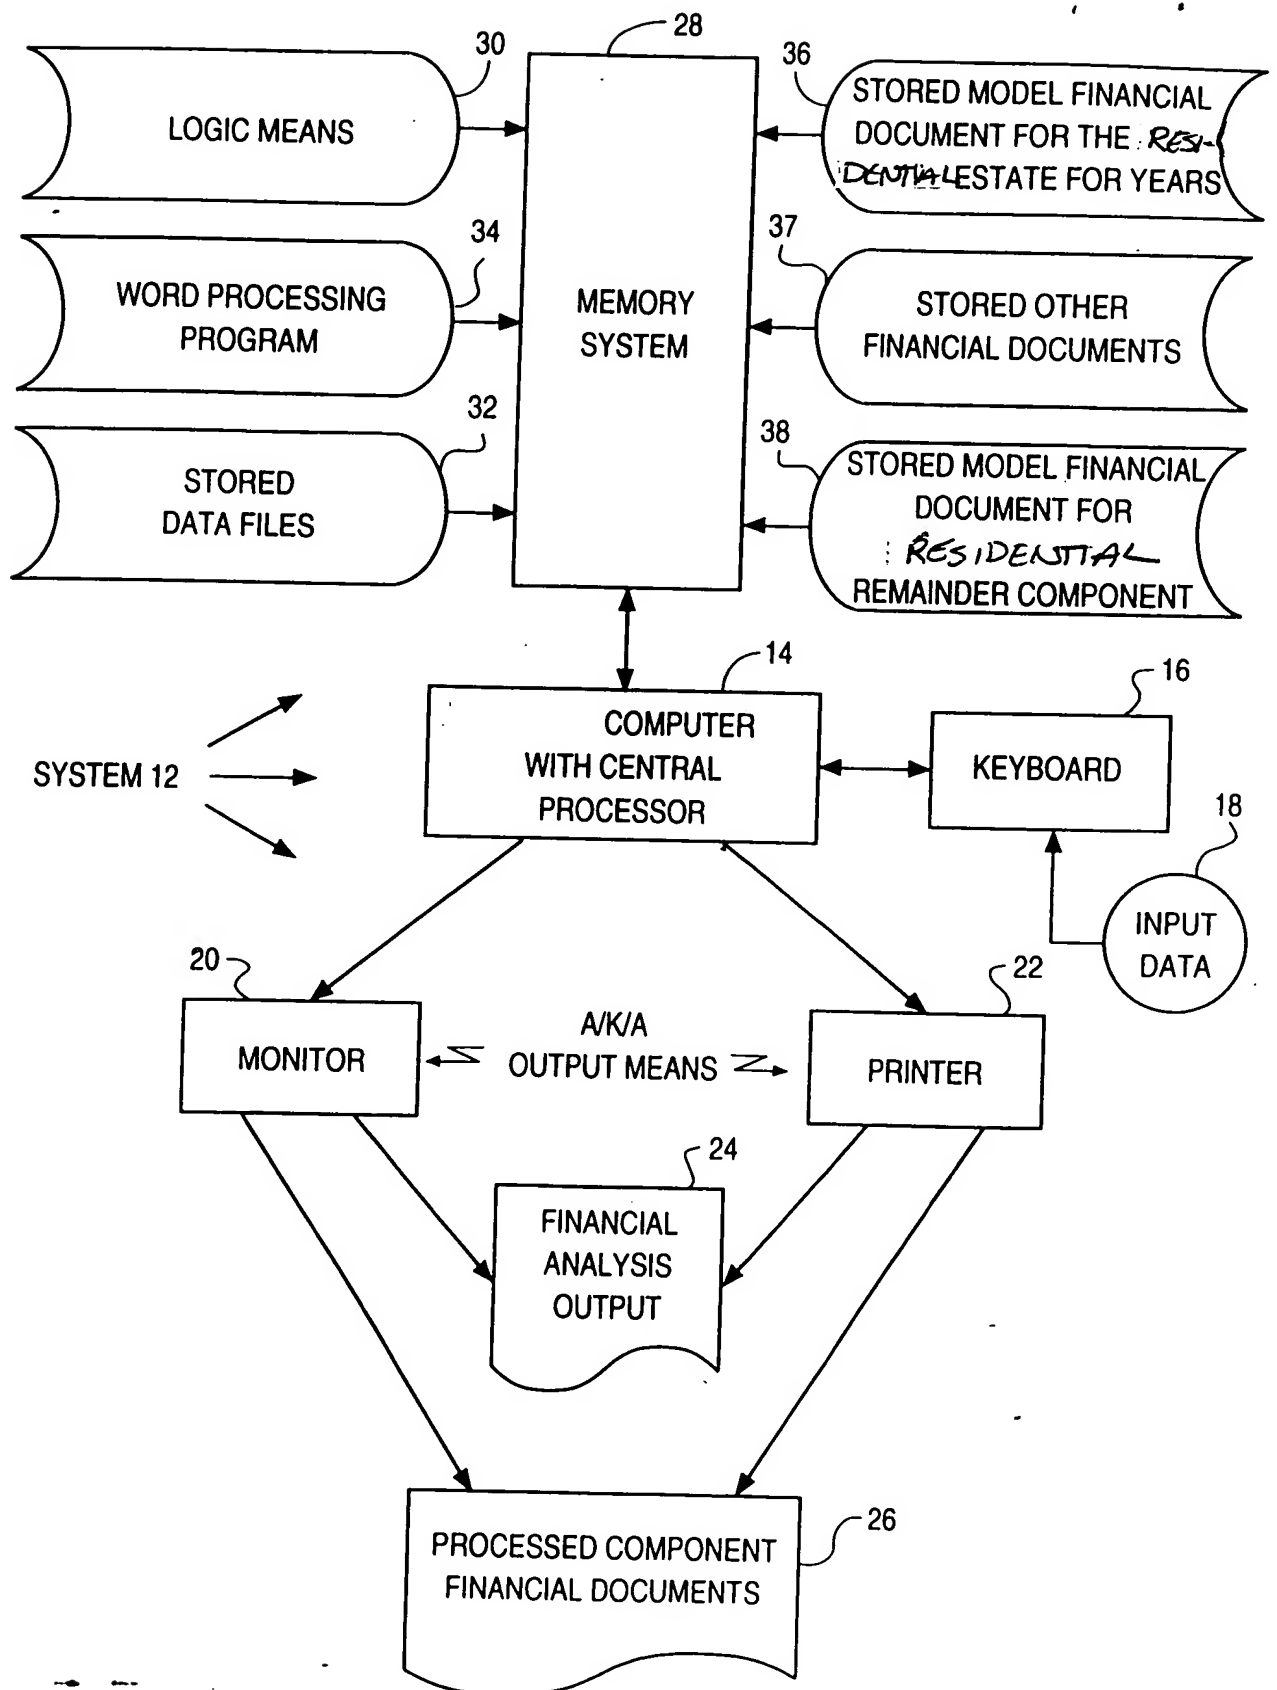 28
30
LOGIC MEANS
36
STORED MODEL FINANCIAL
DOCUMENT FOR THE RESI-
DENTIAL ESTATE FOR YEARS
34
WORD PROCESSING
PROGRAM
MEMORY
SYSTEM
37
STORED OTHER
FINANCIAL DOCUMENTS
32
STORED
DATA FILES
38
STORED MODEL FINANCIAL
DOCUMENT FOR
RESIDENTIAL
REMAINDER COMPONENT
14
COMPUTER
WITH CENTRAL
PROCESSOR
16
KEYBOARD
SYSTEM 12
18
INPUT
DATA
20
MONITOR
A/K/A
OUTPUT MEANS
22
PRINTER
24
FINANCIAL
ANALYSIS
OUTPUT
26
PROCESSED COMPONENT
FINANCIAL DOCUMENTS